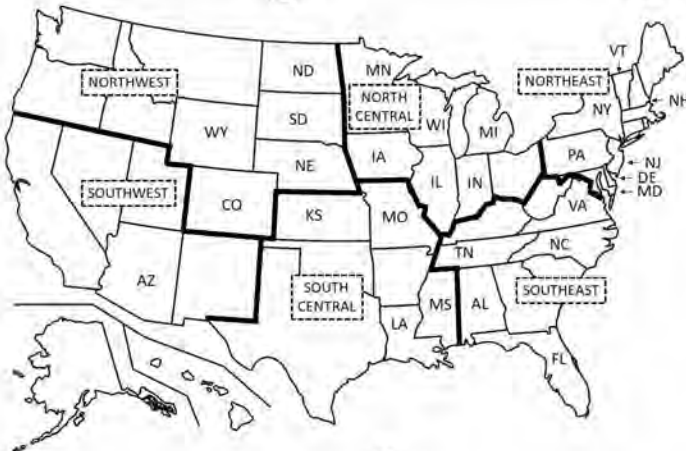 VT
ND
MN
NORTHWEST
NORTHEAST
NORTH
CENTRAL
NH
NY
WY
SD
WI
MI
IA
PA
NE
NJ
DE
MD
IL
IN
SOUTHWEST
CO
VA
KS
MO
NC
TN
AZ
SOUTH
CENTRAL
SOUTHEAST
MS
AL
LA
FL